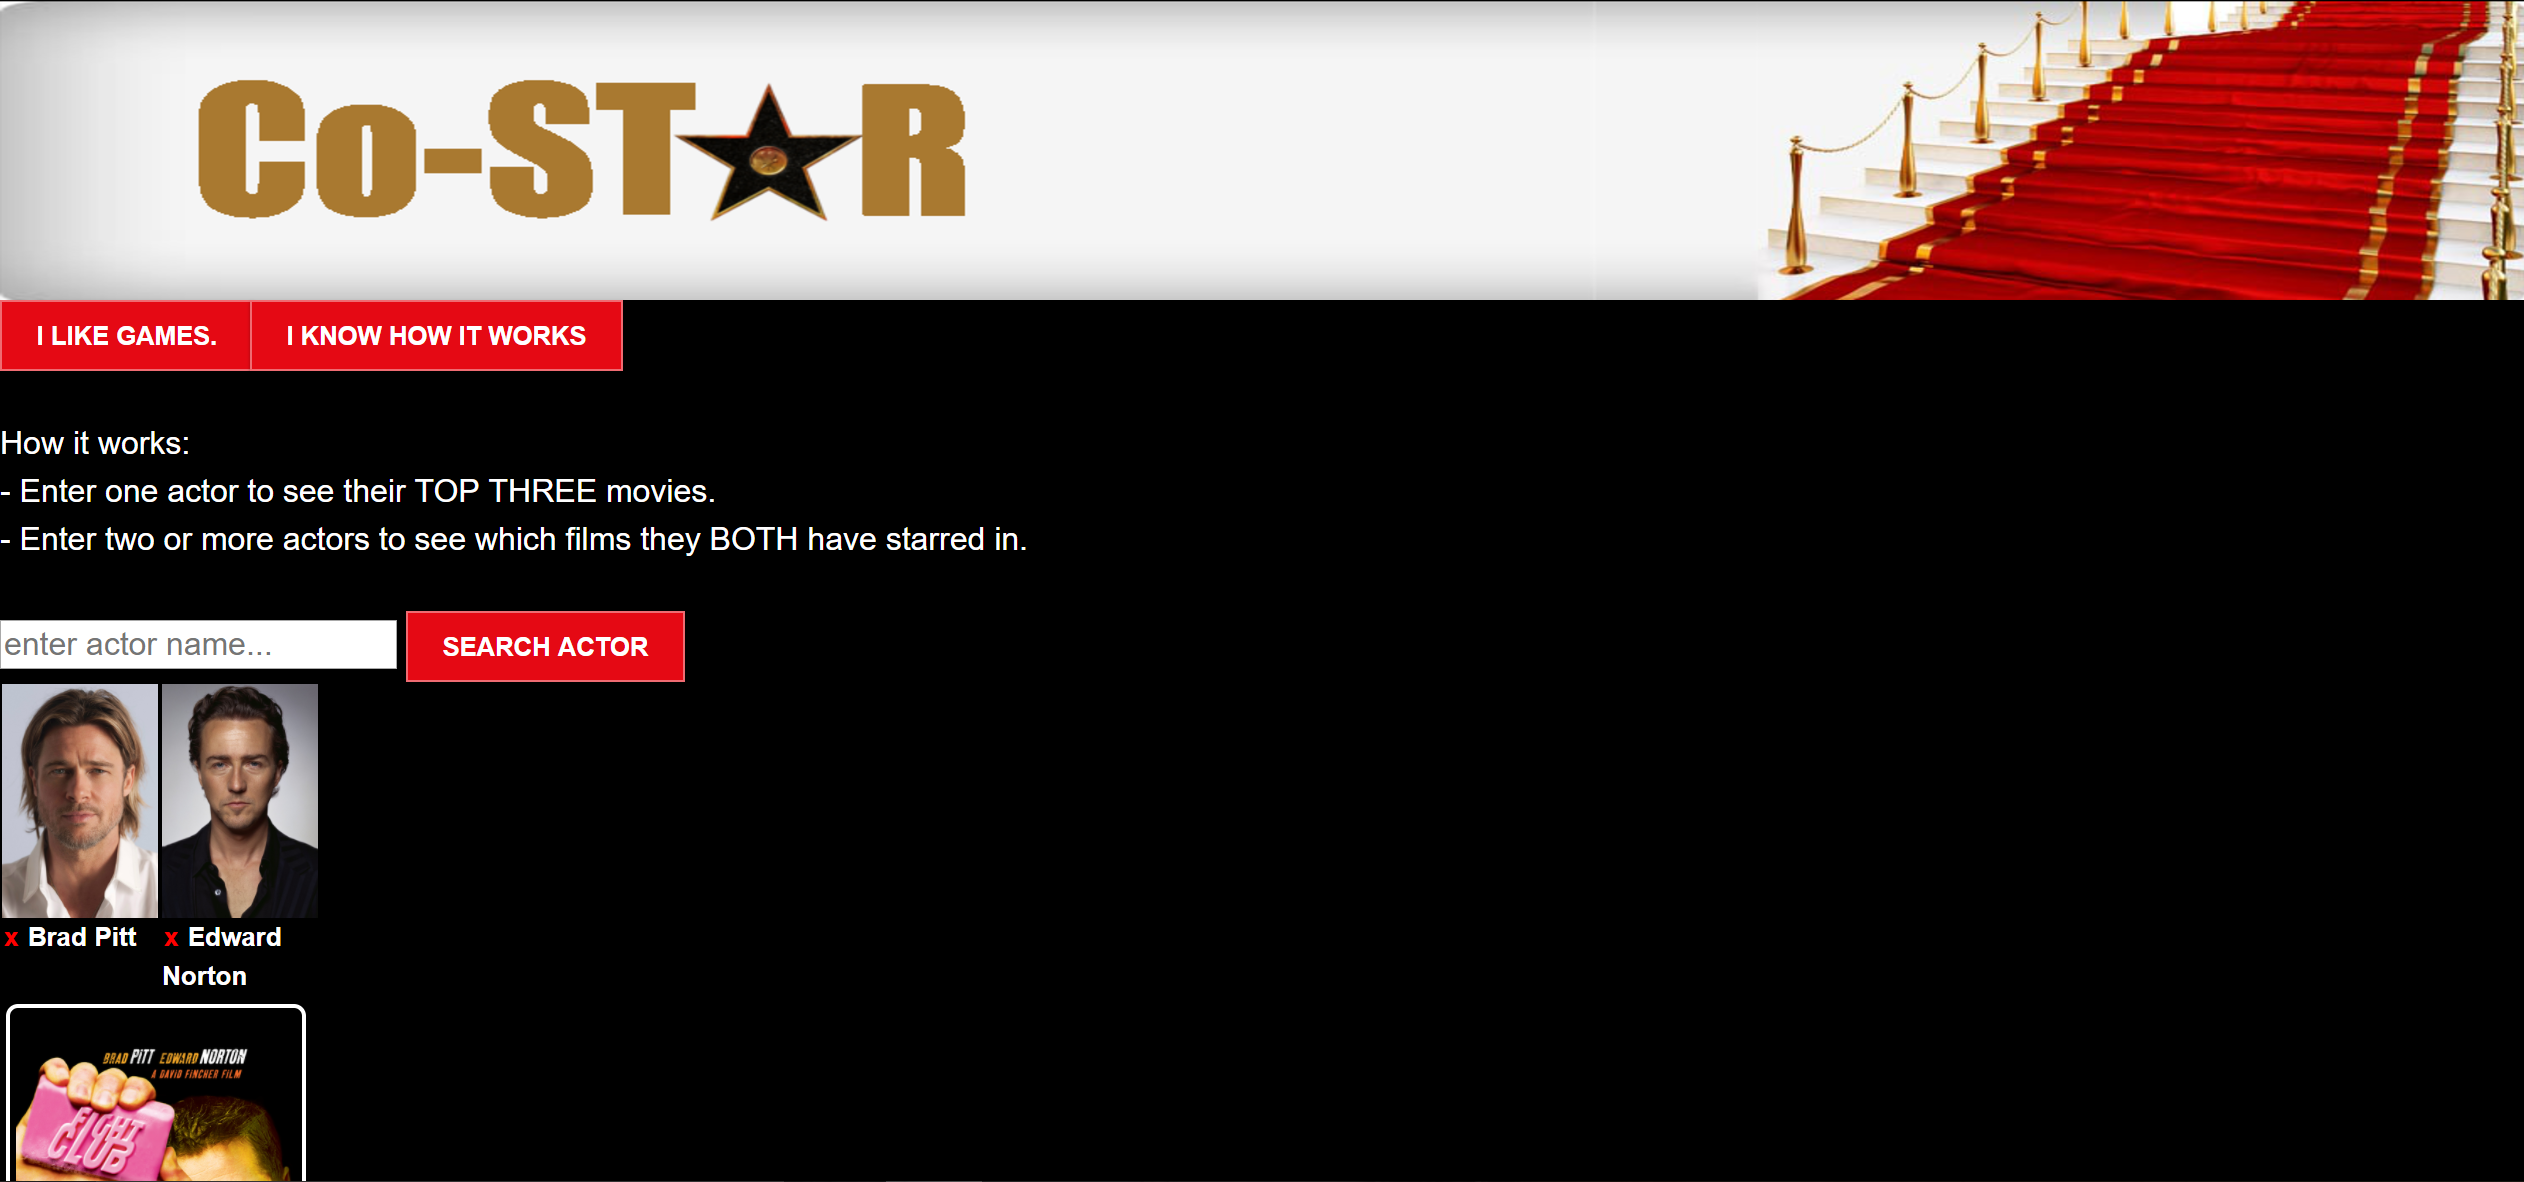 Co-STAR
I LIKE GAMES.
I KNOW HOW IT WORKS
How it works:
- Enter one actor to see their TOP THREE movies.
- Enter two or more actors to see which films they BOTH have starred in.
enter actor name...
SEARCH ACTOR
x Brad Pitt
x Edward
Norton
BRAD PITT EDWARD NORTON
A DAVID FINCHER FILM
FIGHT
CLUB